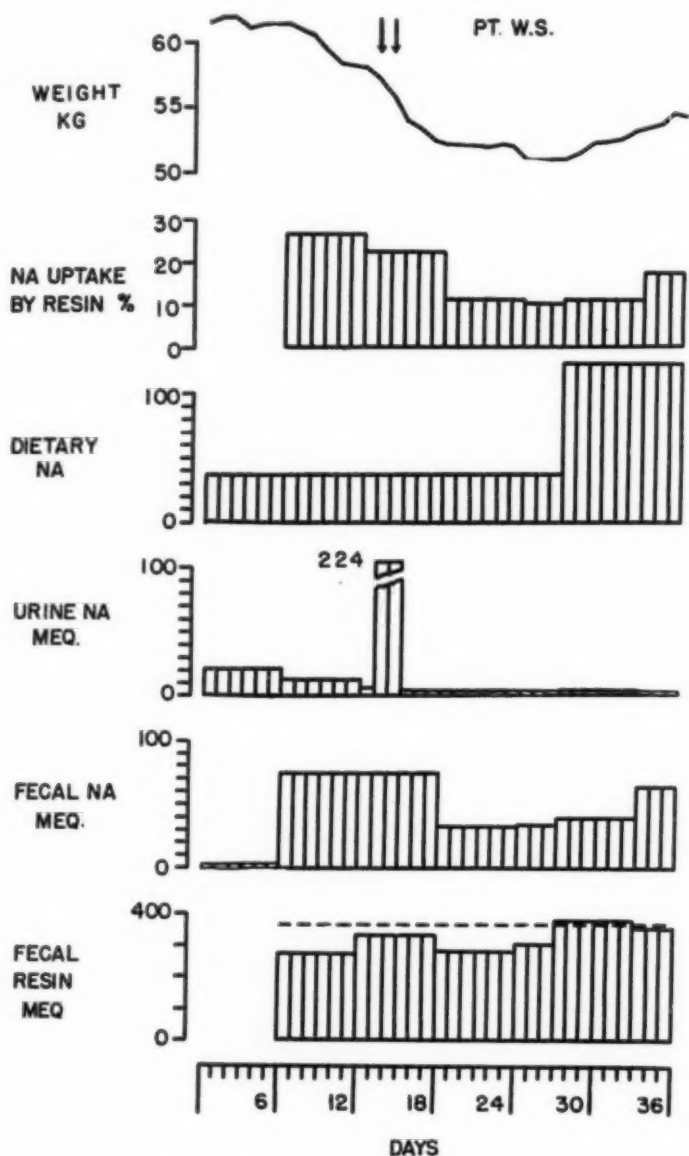 PT. W.S.
60
WEIGHT
KG
55
50
30
NA UPTAKE
20
BY RESIN %
10
0
100
DIETARY
NA
0
224
100
URINE NA
MEQ.
0
100
FECAL NA
MEQ.
0
400
FECAL
RESIN
MEQ
0
6 12 18 24 30 36
DAYS